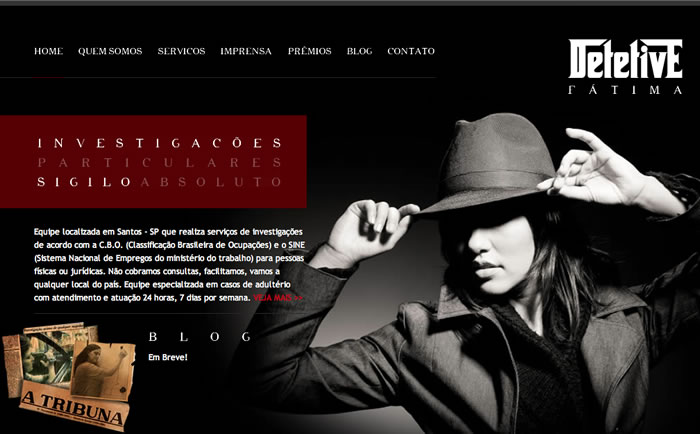 HOME QUEM SOMOS SERVICOS IMPRENSA PRÊMIOS BLOG CONTATO
DETETIVE
FÁTIMA
INVESTIGAÇÕES
PARTICULARES
SIGILO ABSOLUTO
Equipe localizada em Santos - SP que realiza serviços de investigações
de acordo com a C.B.O. (Classificação Brasileira de Ocupações) e o SINE
(Sistema Nacional de Empregos do ministério do trabalho) para pessoas
físicas ou jurídicas. Não cobramos consultas, facilitamos, vamos a
qualquer local do país. Equipe especializada em casos de adultério
com atendimento e atuação 24 horas, 7 dias por semana. VEJA MAIS >>
BLOG
Em Breve!
A TRIBUNA